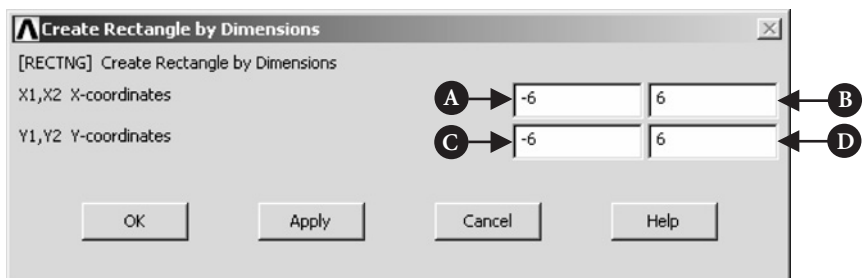 Create Rectangle by Dimensions
[RECTNG] Create Rectangle by Dimensions
X1,X2 X-coordinates A -6 6 B
Y1,Y2 Y-coordinates C -6 6 D
OK Apply Cancel Help